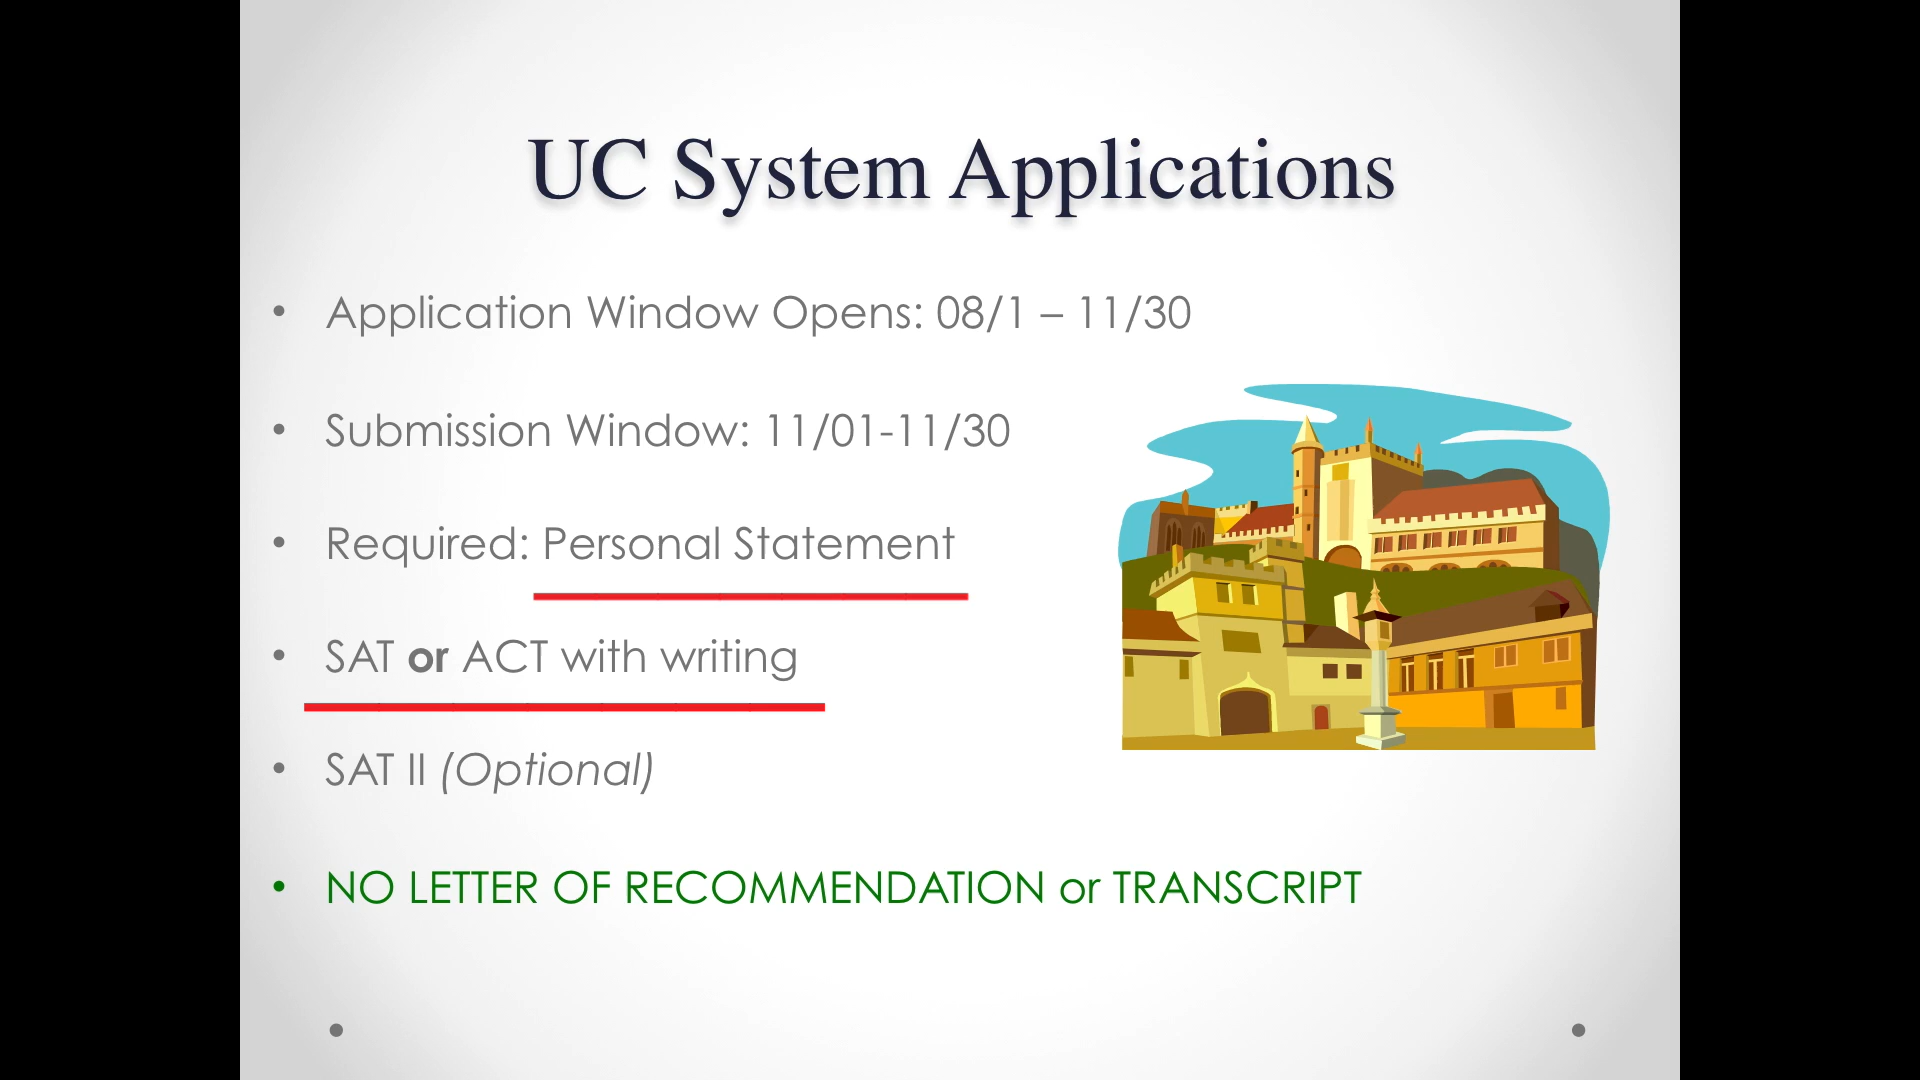 UC System Applications
• Application Window Opens: 08/1 – 11/30
• Submission Window: 11/01-11/30
• Required: Personal Statement
• SAT or ACT with writing
• SAT II (Optional)
• NO LETTER OF RECOMMENDATION or TRANSCRIPT